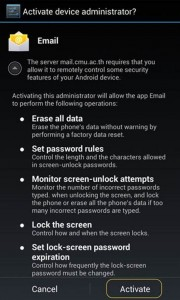 Activate device administrator?
Email
The server mail.cmu.ac.th requires that you
allow it to remotely control some security
features of your Android device.
Activating this administrator will allow the app Email
to perform the following operations:
• Erase all data
Erase the phone's data without warning by
performing a factory data reset.
• Set password rules
Control the length and the characters allowed
in screen-unlock passwords.
• Monitor screen-unlock attempts
Monitor the number of incorrect passwords
typed. when unlocking the screen, and lock
the phone or erase all the phone's data if too
many incorrect passwords are typed.
• Lock the screen
Control how and when the screen locks.
• Set lock-screen password
expiration
Control how frequently the lock-screen
password must be changed.
Cancel
Activate